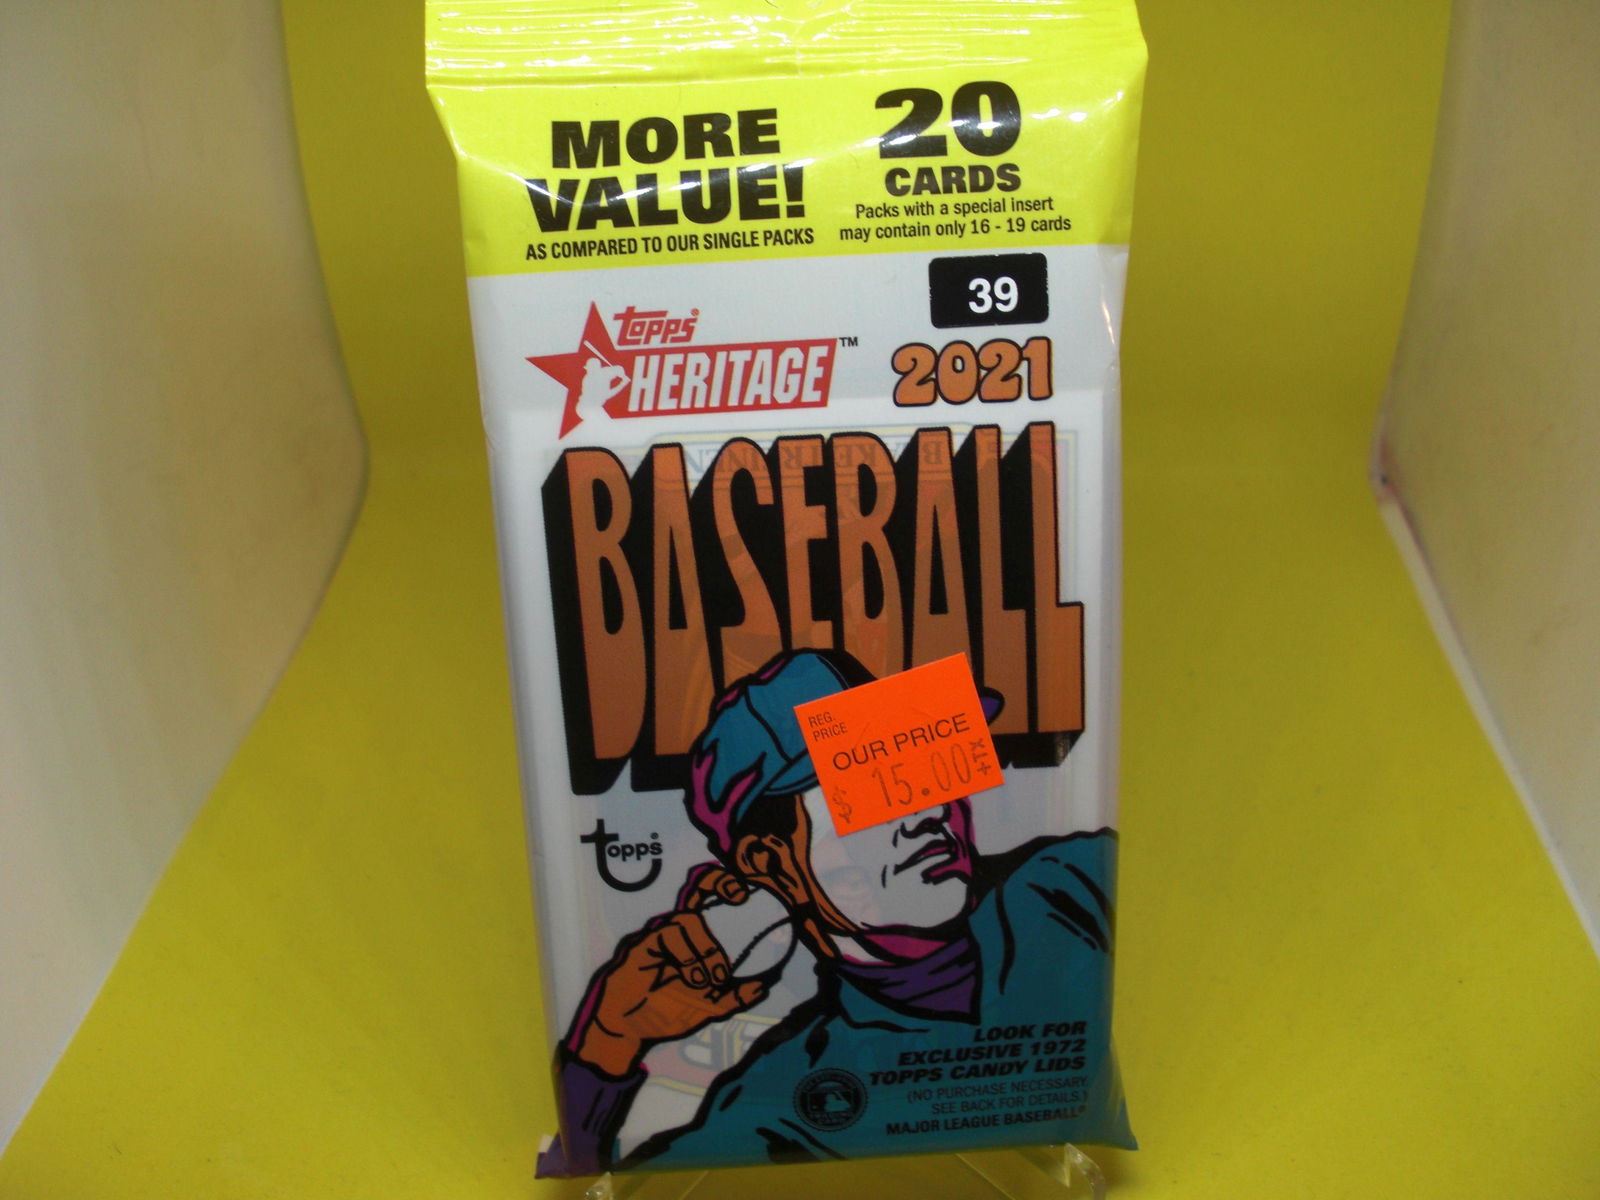 MORE
VALUE!
AS COMPARED TO OUR SINGLE PACKS
20
CARDS
Packs with a special insert
may contain only 16 - 19 cards
39
topps®
HERITAGE™
2021
BASEBALL
REG.
PRICE
OUR PRICE
$ 15.00 +TX
topps®
LOOK FOR
EXCLUSIVE 1972
TOPPS CANDY LIDS
(NO PURCHASE NECESSARY.
SEE BACK FOR DETAILS.)
MAJOR LEAGUE BASEBALL®